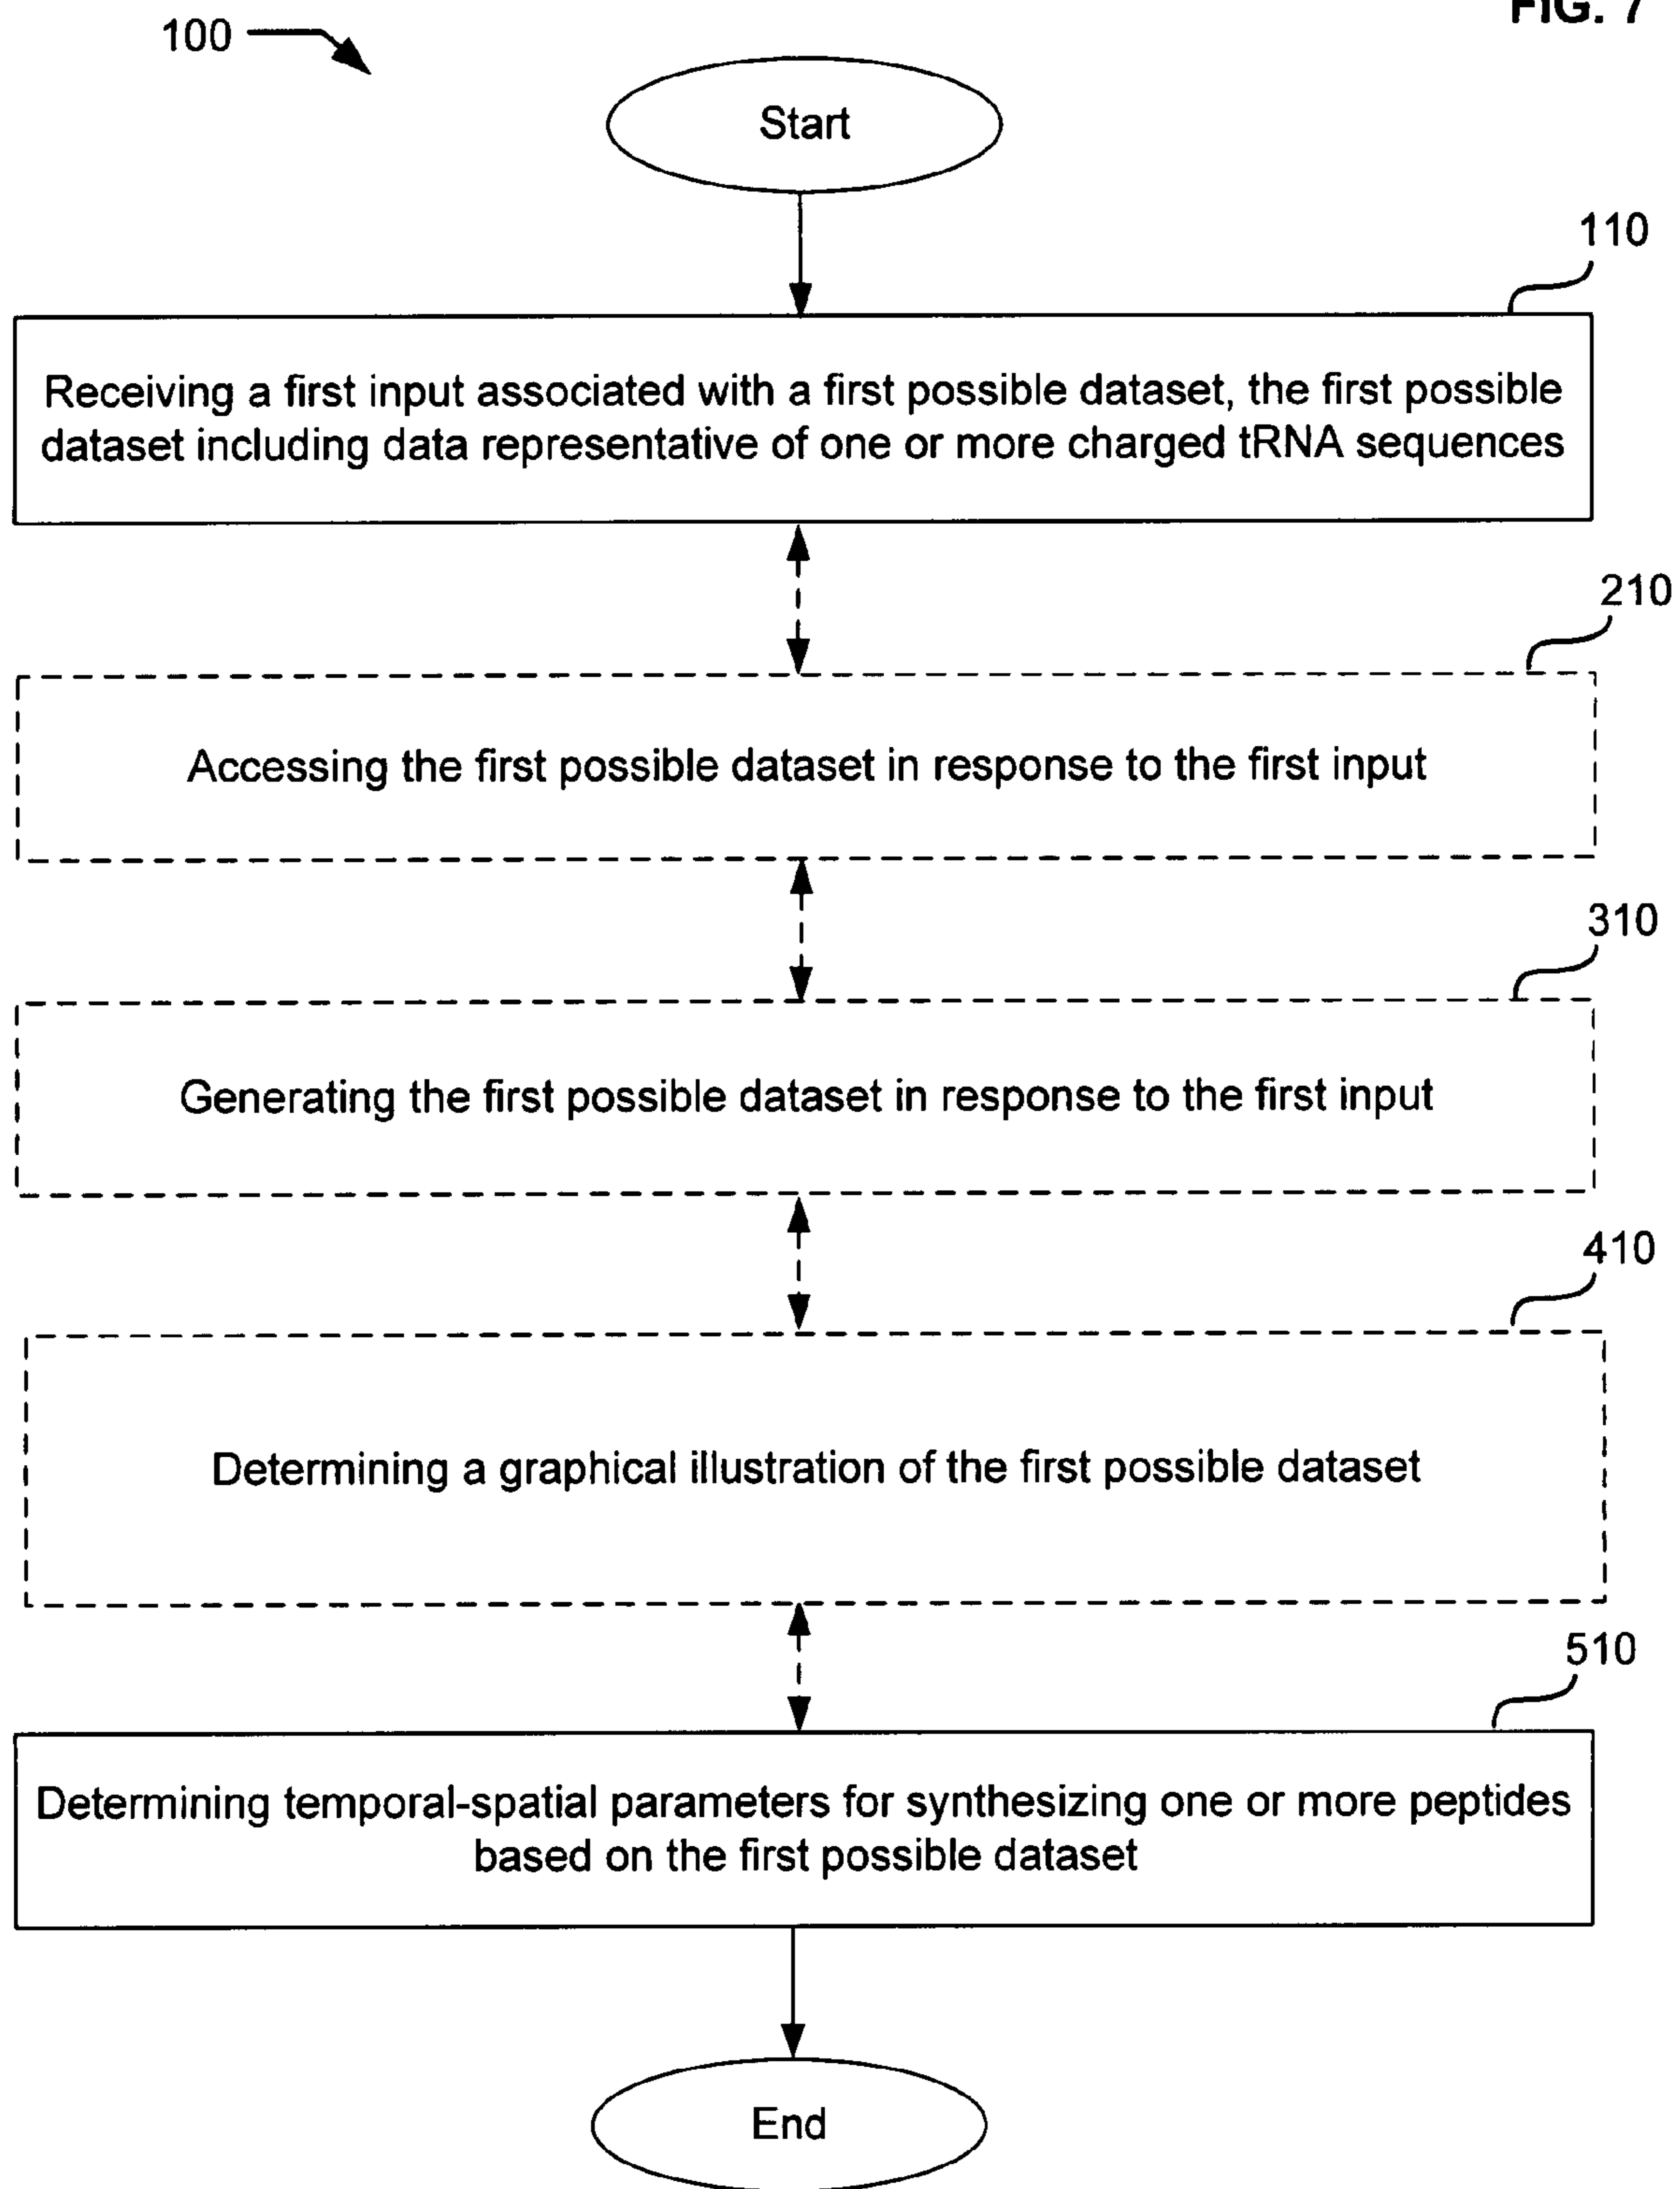 FIG. 7
100
Start
110
Receiving a first input associated with a first possible dataset, the first possible
dataset including data representative of one or more charged tRNA sequences
210
Accessing the first possible dataset in response to the first input
310
Generating the first possible dataset in response to the first input
410
Determining a graphical illustration of the first possible dataset
510
Determining temporal-spatial parameters for synthesizing one or more peptides
based on the first possible dataset
End